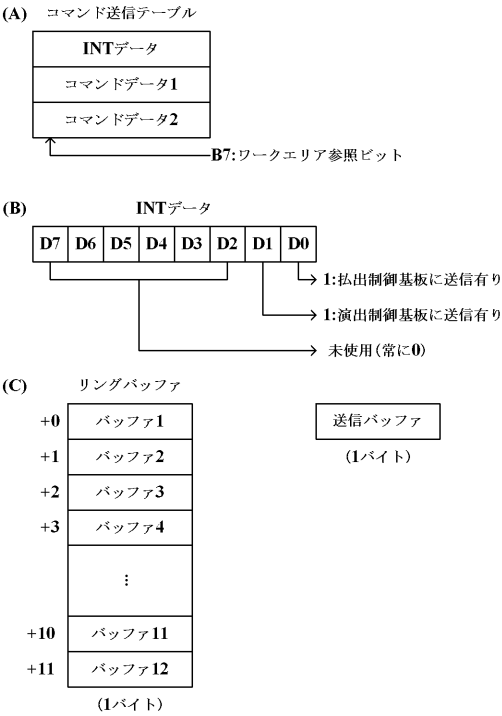 (A) コマンド送信テーブル
INTデータ
コマンドデータ1
コマンドデータ2
B7:ワークエリア参照ビット
(B) INTデータ
D7 D6 D5 D4 D3 D2 D1 D0
1:払出制御基板に送信有り
1:演出制御基板に送信有り
未使用(常に0)
(C) リングバッファ
+0 バッファ1 送信バッファ
+1 バッファ2 (1バイト)
+2 バッファ3
+3 バッファ4
⋮
+10 バッファ11
+11 バッファ12
(1バイト)